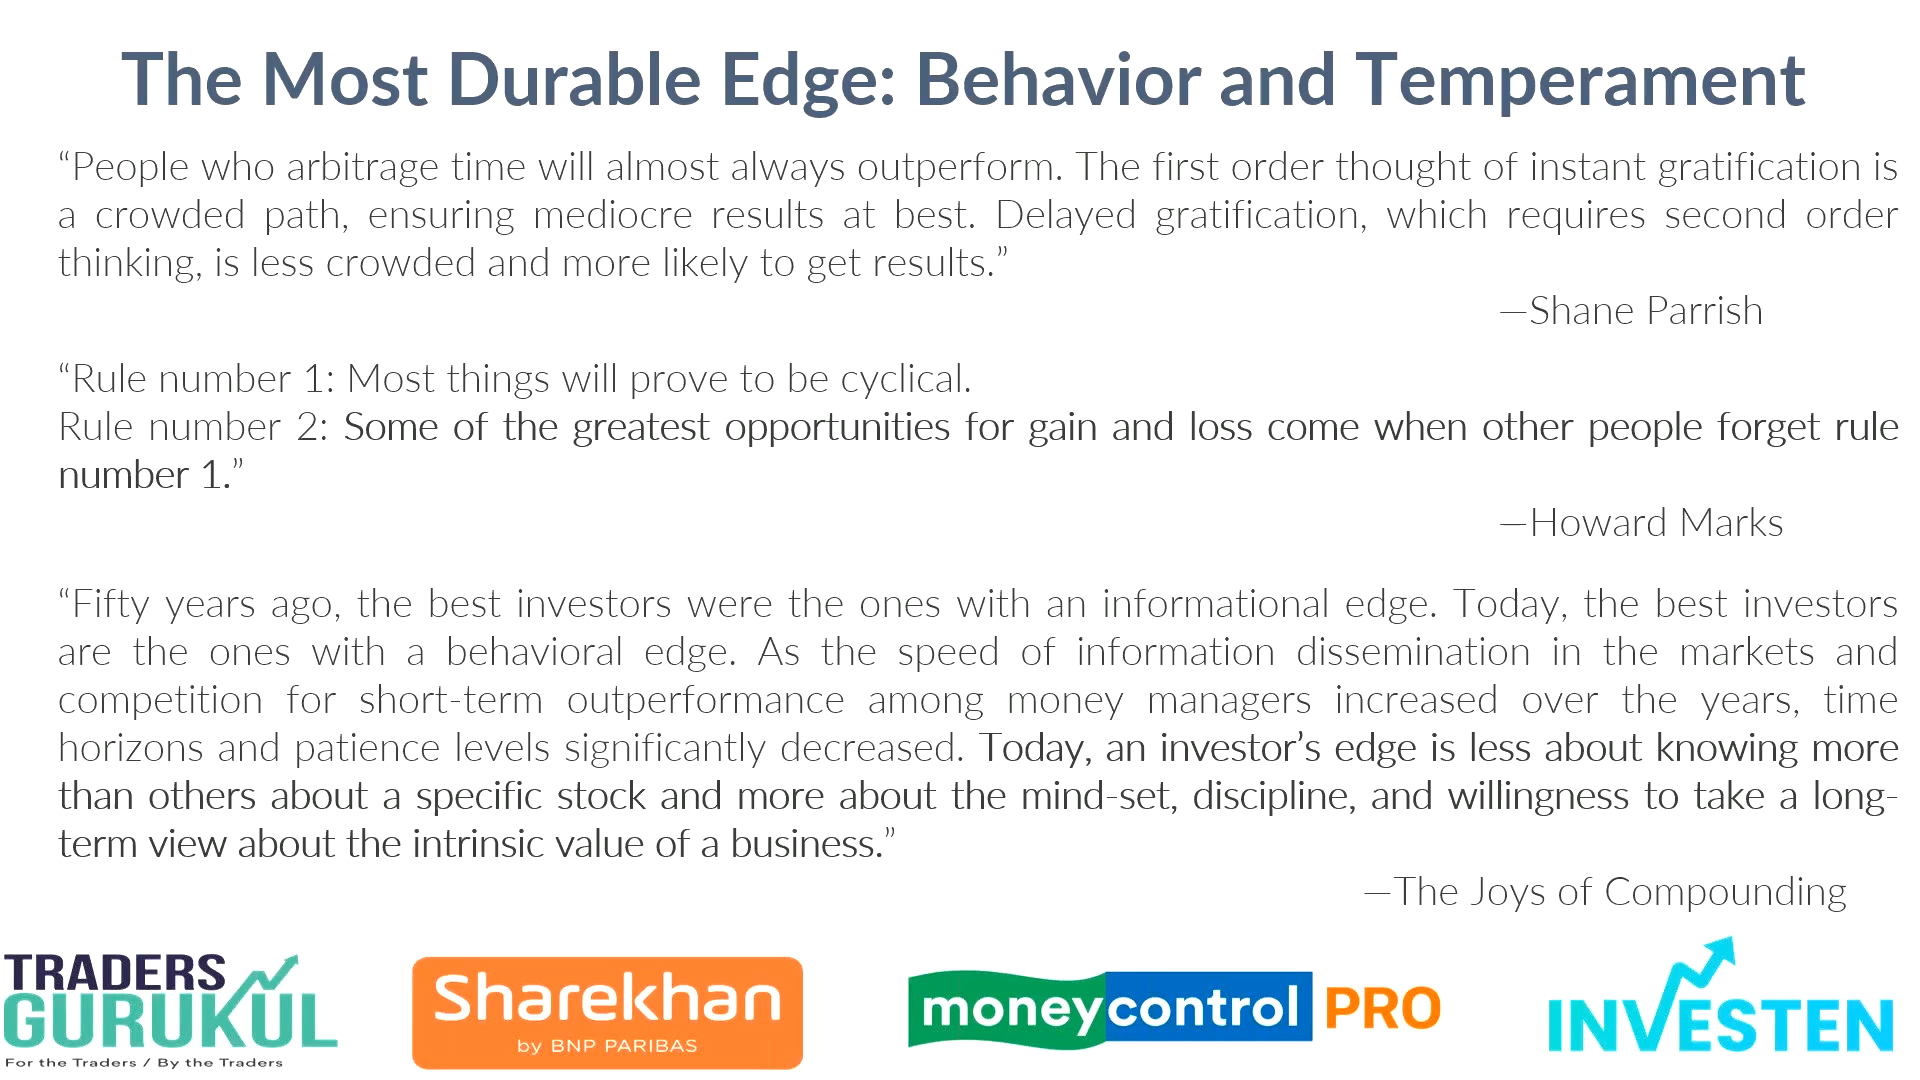 The Most Durable Edge: Behavior and Temperament
“People who arbitrage time will almost always outperform. The first order thought of instant gratification is
a crowded path, ensuring mediocre results at best. Delayed gratification, which requires second order
thinking, is less crowded and more likely to get results.”
—Shane Parrish
“Rule number 1: Most things will prove to be cyclical.
Rule number 2: Some of the greatest opportunities for gain and loss come when other people forget rule
number 1.”
—Howard Marks
“Fifty years ago, the best investors were the ones with an informational edge. Today, the best investors
are the ones with a behavioral edge. As the speed of information dissemination in the markets and
competition for short-term outperformance among money managers increased over the years, time
horizons and patience levels significantly decreased. Today, an investor’s edge is less about knowing more
than others about a specific stock and more about the mind-set, discipline, and willingness to take a long-
term view about the intrinsic value of a business.”
—The Joys of Compounding
TRADERS
GURUKUL
For the Traders / By the Traders
Sharekhan
by BNP PARIBAS
moneycontrol PRO
INVESTEN